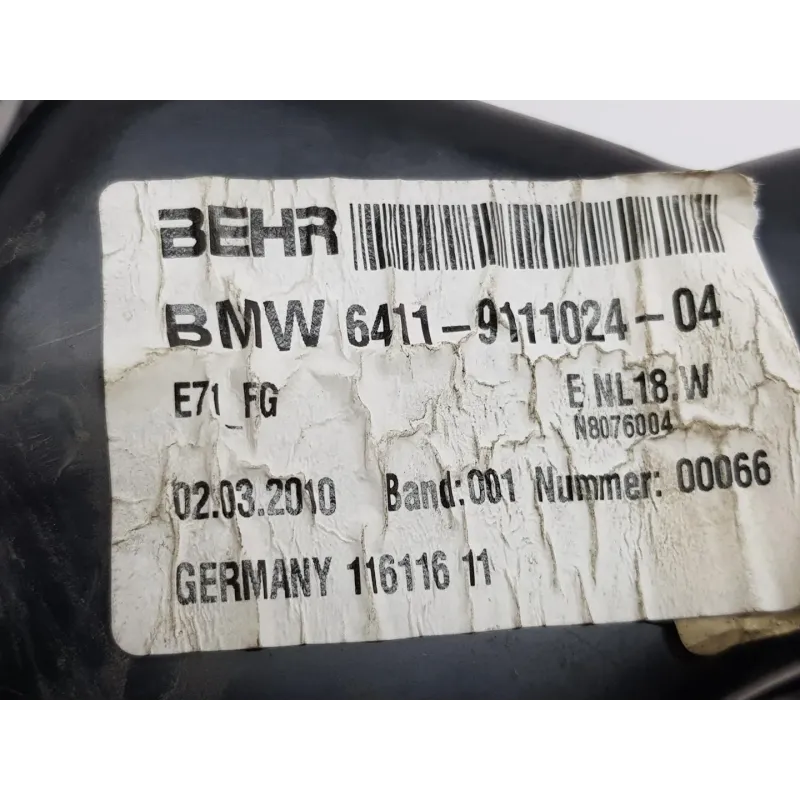 BEHR
BMW 6411-9111024-04
E71_FG
E NL18.W
N8076004
02.03.2010 Band:001 Nummer: 00066
GERMANY 116116 11